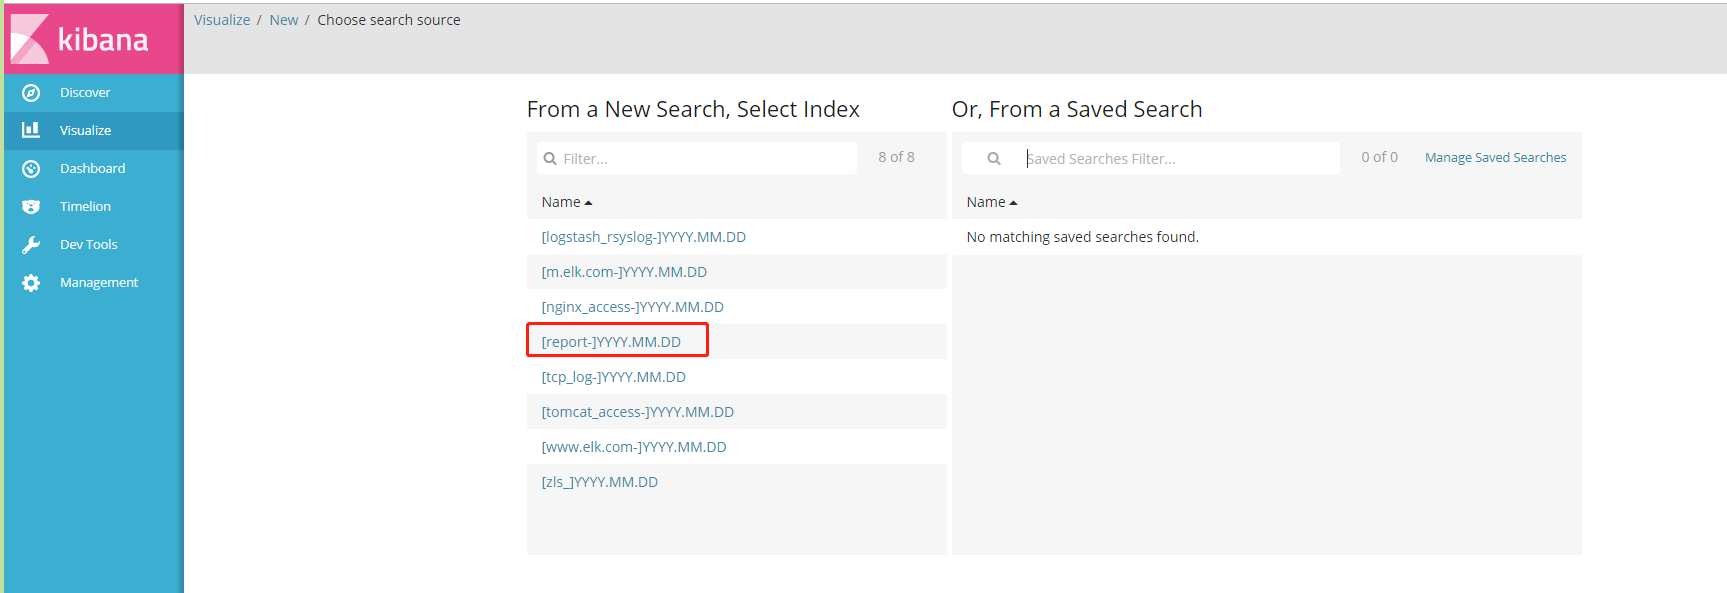 kibana
Visualize / New / Choose search source
Discover
Visualize
Dashboard
Timelion
Dev Tools
Management
From a New Search, Select Index
Filter... 8 of 8
Name
[logstash_rsyslog-]YYYY.MM.DD
[m.elk.com-]YYYY.MM.DD
[nginx_access-]YYYY.MM.DD
[report-]YYYY.MM.DD
[tcp_log-]YYYY.MM.DD
[tomcat_access-]YYYY.MM.DD
[www.elk.com-]YYYY.MM.DD
[zls_]YYYY.MM.DD
Or, From a Saved Search
Saved Searches Filter... 0 of 0 Manage Saved Searches
Name
No matching saved searches found.